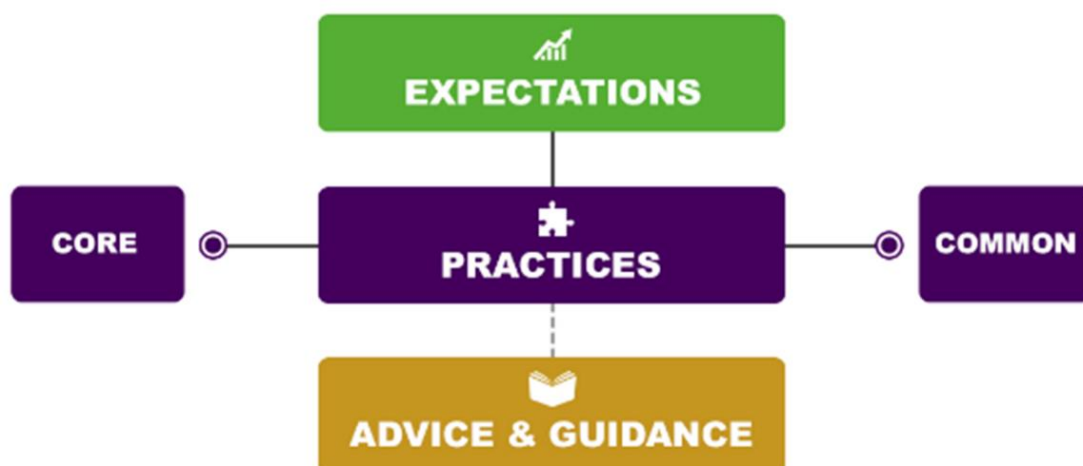 EXPECTATIONS
CORE
PRACTICES
COMMON
ADVICE & GUIDANCE